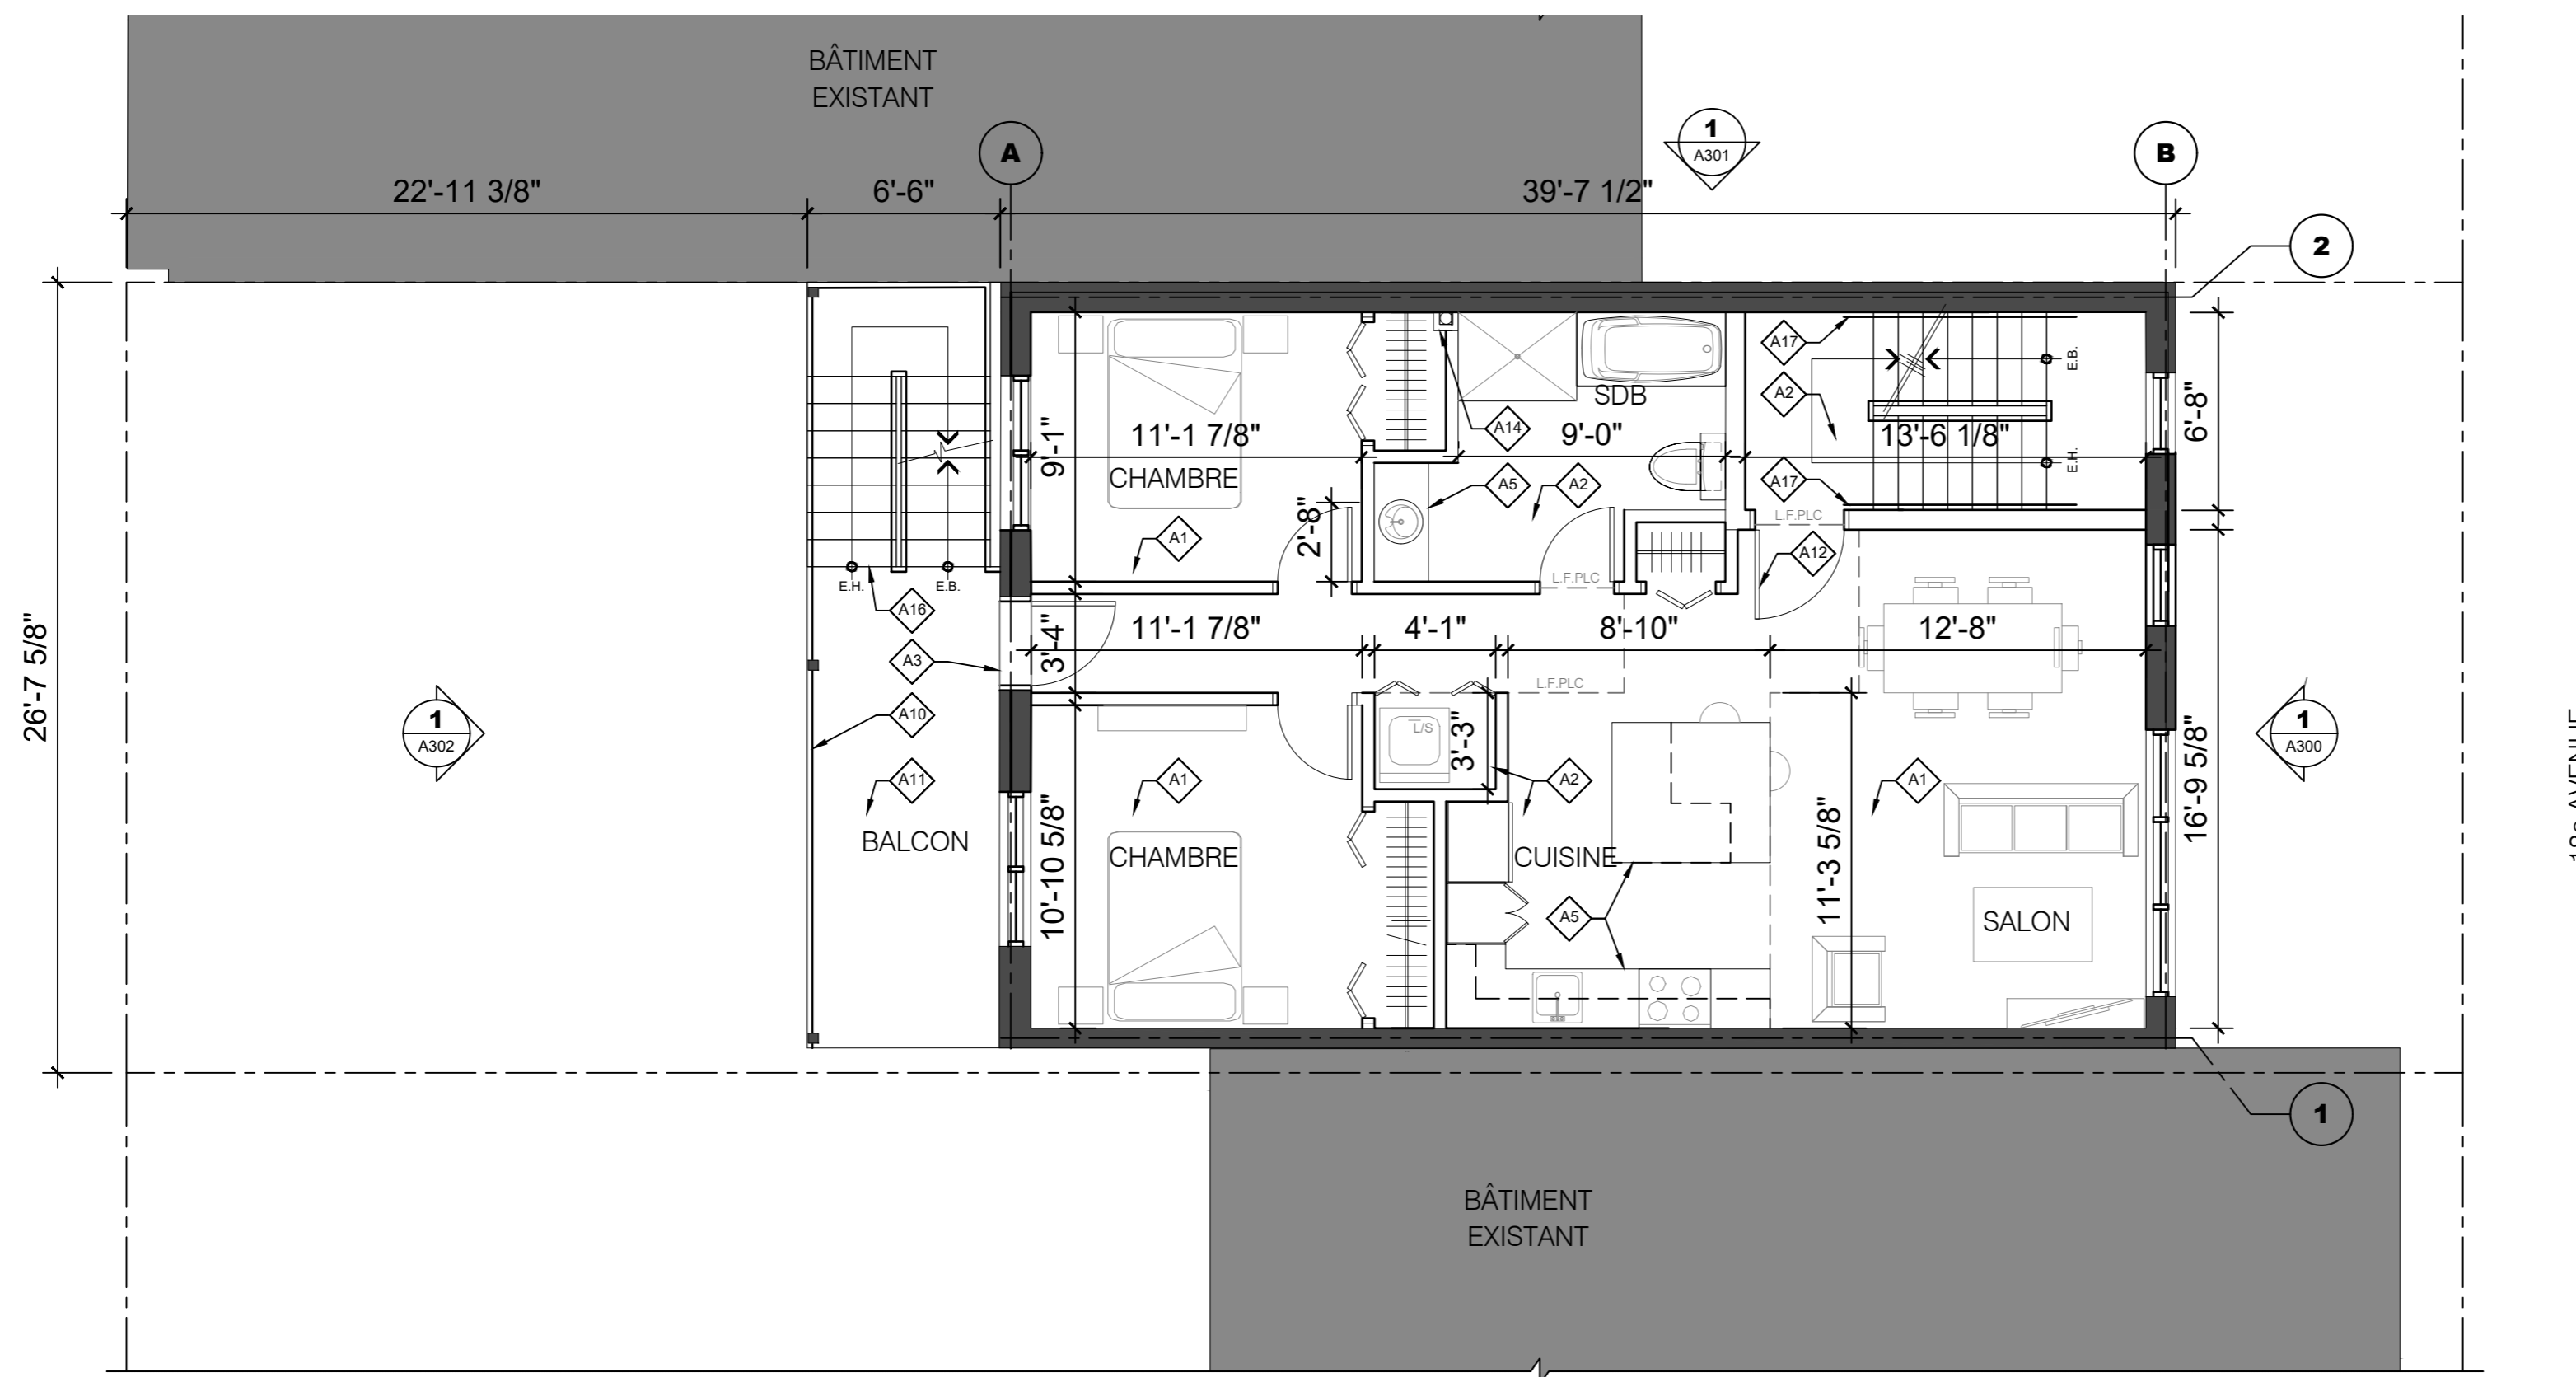 BÂTIMENT
EXISTANT
1
A301
A
B
22'-11 3/8"
6'-6"
39'-7 1/2"
2
A17
E.B.
SDB
A2
6'-8"
9'-1"
11'-1 7/8"
A14
9'-0"
13'-6 1/8"
CHAMBRE
E.H.
A5
A2
A17
2'-8"
L.F.PLC
A1
A12
L.F.PLC
E.H.
E.B.
A16
26'-7 5/8"
3'-4"
11'-1 7/8"
4'-1"
8'-10"
12'-8"
A3
L.F.PLC
A10
1
A302
L/S
3'-3"
1
A300
A11
A1
A2
A1
16'-9 5/8"
BALCON
10'-10 5/8"
CHAMBRE
CUISINE
11'-3 5/8"
A5
SALON
1
BÂTIMENT
EXISTANT